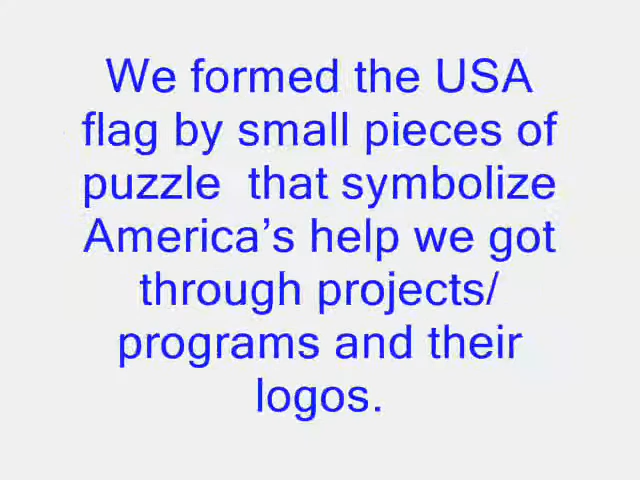 We formed the USA
flag by small pieces of
puzzle  that symbolize
America’s help we got
through projects/
programs and their
logos.